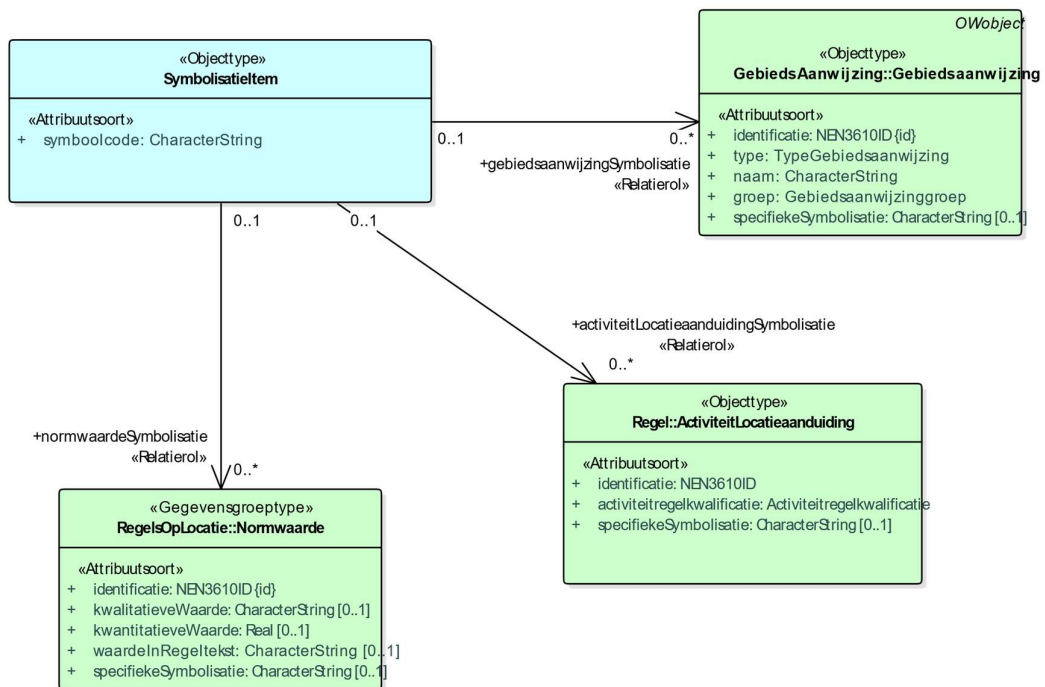 «Objecttype»
SymbolisatieItem
«Attribuutsoort»
+ symboolcode: CharacterString
OWobject
«Objecttype»
GebiedsAanwijzing::Gebiedsaanwijzing
«Attribuutsoort»
+ identificatie: NEN3610ID {id}
+ type: TypeGebiedsaanwijzing
+ naam: CharacterString
+ groep: Gebiedsaanwijzinggroep
+ specifiekeSymbolisatie: CharacterString [0..1]
0..1
0..*
+gebiedsaanwijzingSymbolisatie
«Relatierol»
0..1
0..1
+activiteitLocatieaanduidingSymbolisatie
«Relatierol»
0..*
«Objecttype»
Regel::ActiviteitLocatieaanduiding
«Attribuutsoort»
+ identificatie: NEN3610ID
+ activiteitregelkwalificatie: Activiteitregelkwalificatie
+ specifiekeSymbolisatie: CharacterString [0..1]
+normwaardeSymbolisatie
«Relatierol»
0..*
«Gegevensgroeptype»
RegelsOpLocatie::Normwaarde
«Attribuutsoort»
+ identificatie: NEN3610ID {id}
+ kwalitatieveWaarde: CharacterString [0..1]
+ kwantitatieveWaarde: Real [0..1]
+ waardeInRegeltekst: CharacterString [0..1]
+ specifiekeSymbolisatie: CharacterString [0..1]